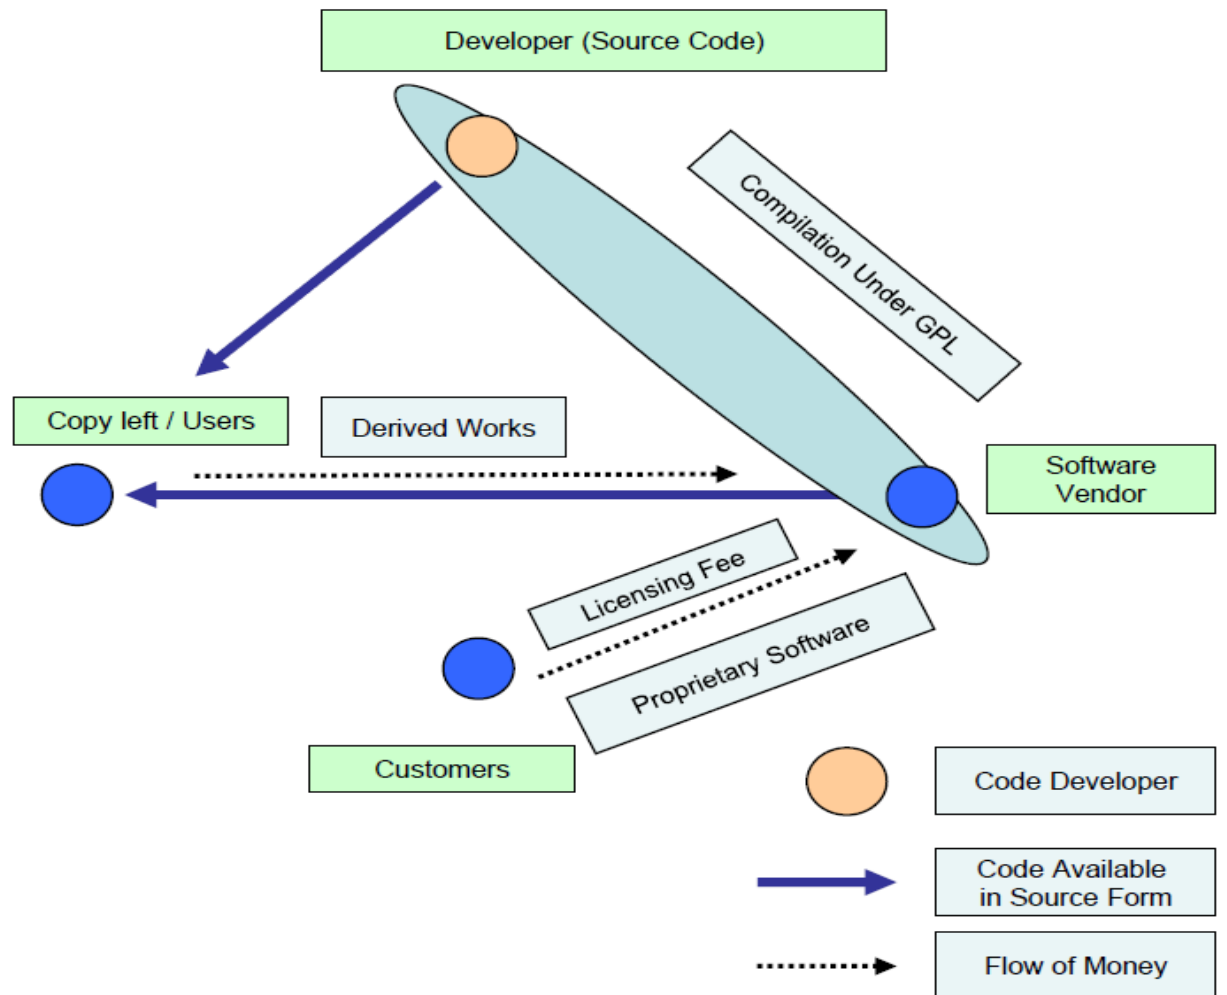 Developer (Source Code)
Compilation Under GPL
Copy left / Users
Derived Works
Software
Vendor
Licensing Fee
Proprietary Software
Customers
Code Developer
Code Available
in Source Form
Flow of Money